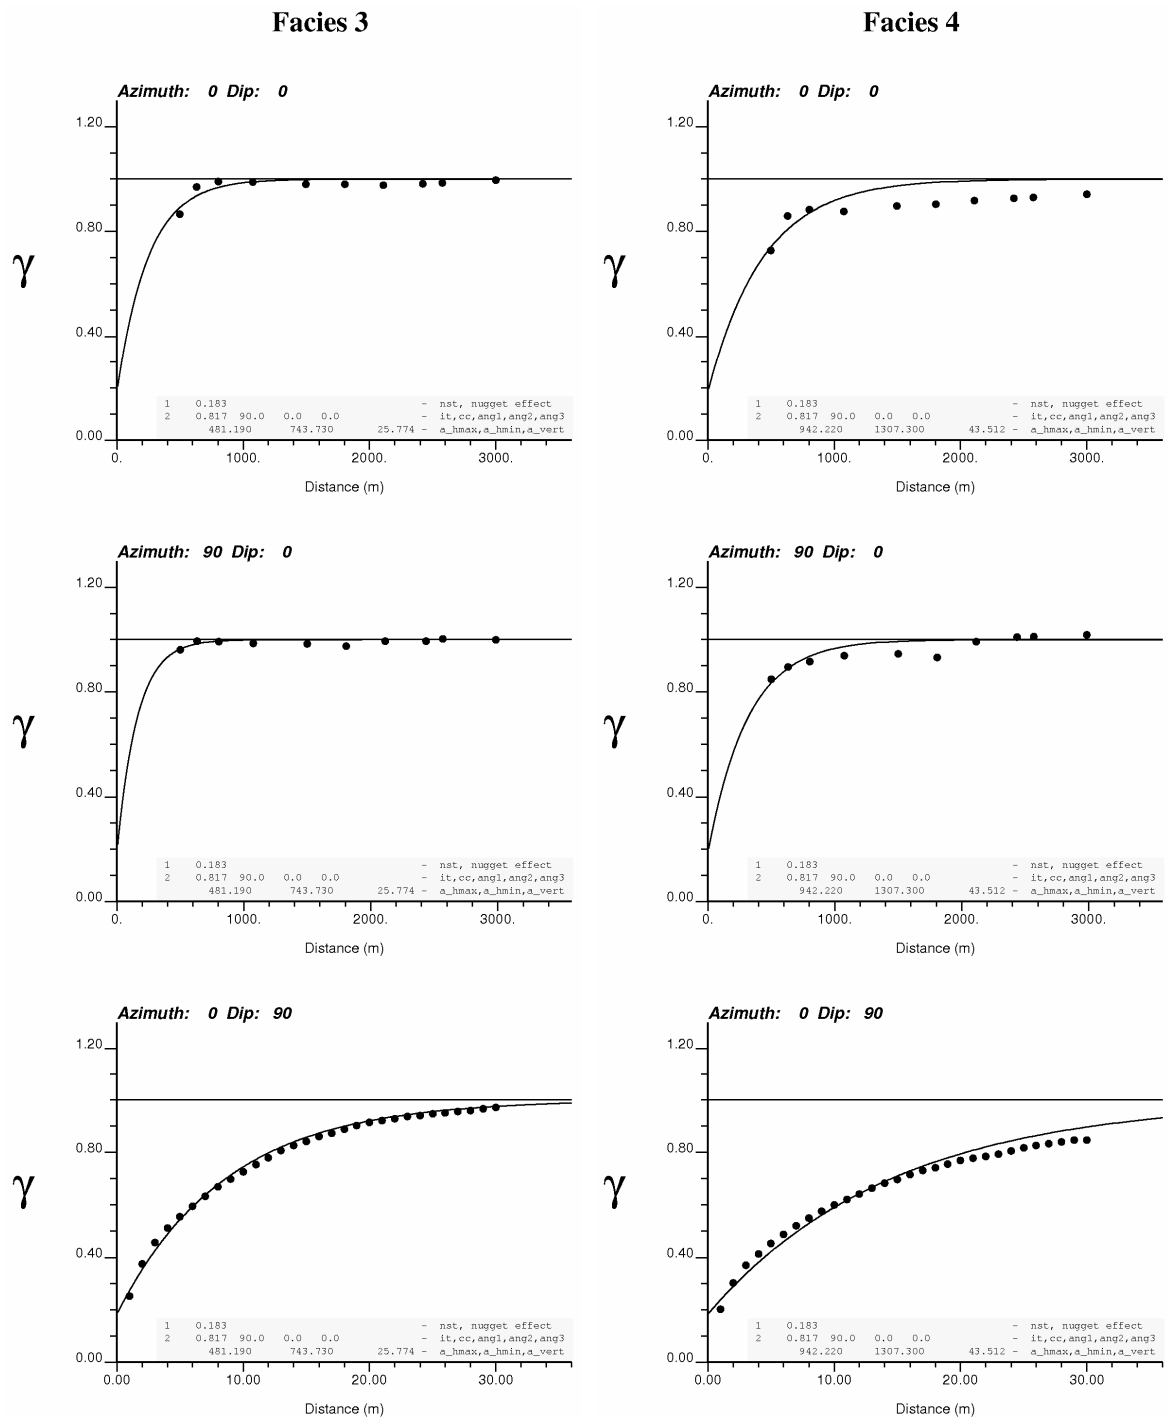 Facies 3
Azimuth: 0 Dip: 0
1.20
0.80
γ
0.40
1 0.183 - nst, nugget effect
2 0.817 90.0 0.0 0.0 - it,cc,ang1,ang2,ang3
481.190 743.730 25.774 - a_hmax,a_hmin,a_vert
0.00
0. 1000. 2000. 3000.
Distance (m)
Facies 4
Azimuth: 0 Dip: 0
1.20
0.80
γ
0.40
1 0.183 - nst, nugget effect
2 0.817 90.0 0.0 0.0 - it,cc,ang1,ang2,ang3
942.220 1307.300 43.512 - a_hmax,a_hmin,a_vert
0.00
0. 1000. 2000. 3000.
Distance (m)
Azimuth: 90 Dip: 0
1.20
0.80
γ
0.40
1 0.183 - nst, nugget effect
2 0.817 90.0 0.0 0.0 - it,cc,ang1,ang2,ang3
481.190 743.730 25.774 - a_hmax,a_hmin,a_vert
0.00
0. 1000. 2000. 3000.
Distance (m)
Azimuth: 90 Dip: 0
1.20
0.80
γ
0.40
1 0.183 - nst, nugget effect
2 0.817 90.0 0.0 0.0 - it,cc,ang1,ang2,ang3
942.220 1307.300 43.512 - a_hmax,a_hmin,a_vert
0.00
0. 1000. 2000. 3000.
Distance (m)
Azimuth: 0 Dip: 90
1.20
0.80
γ
0.40
1 0.183 - nst, nugget effect
2 0.817 90.0 0.0 0.0 - it,cc,ang1,ang2,ang3
481.190 743.730 25.774 - a_hmax,a_hmin,a_vert
0.00
0.00 10.00 20.00 30.00
Distance (m)
Azimuth: 0 Dip: 90
1.20
0.80
γ
0.40
1 0.183 - nst, nugget effect
2 0.817 90.0 0.0 0.0 - it,cc,ang1,ang2,ang3
942.220 1307.300 43.512 - a_hmax,a_hmin,a_vert
0.00
0.00 10.00 20.00 30.00
Distance (m)